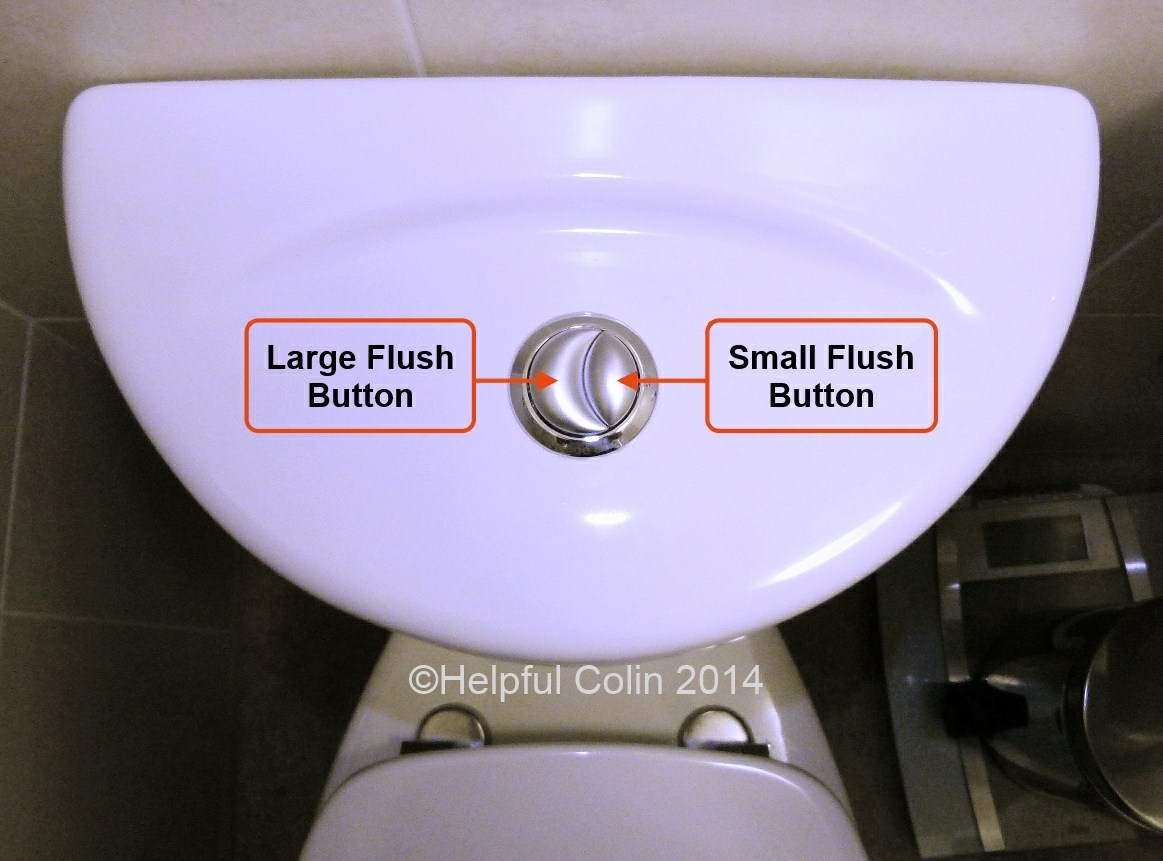 Large Flush
Button
Small Flush
Button
©Helpful Colin 2014